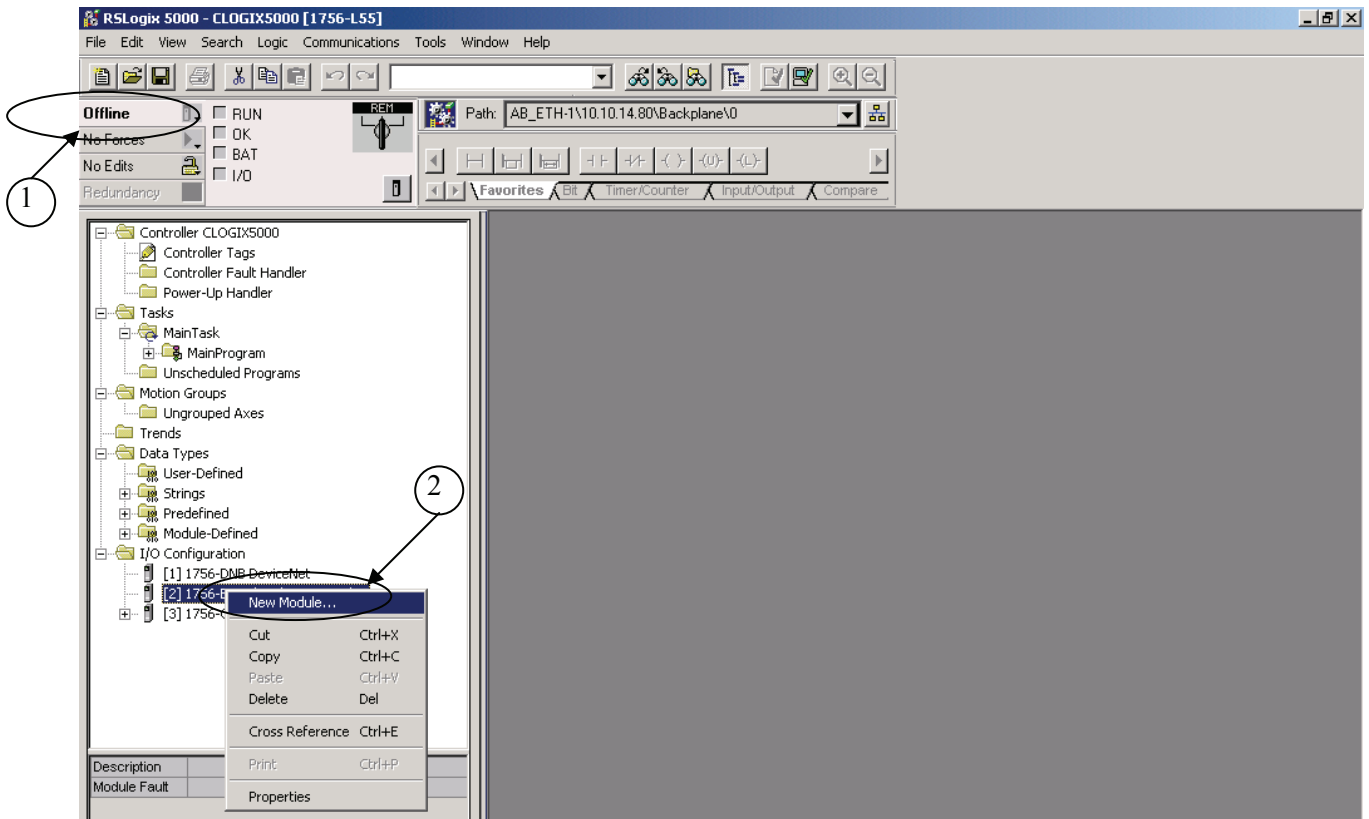 RSLogix 5000 - CLOGIX5000 [1756-L55]
File Edit View Search Logic Communications Tools Window Help
Offline
RUN
OK
BAT
I/O
REM
No Forces
No Edits
Redundancy
Path: AB_ETH-1\10.10.14.80\Backplane\0
Favorites Bit Timer/Counter Input/Output Compare
1
Controller CLOGIX5000
Controller Tags
Controller Fault Handler
Power-Up Handler
Tasks
MainTask
MainProgram
Unscheduled Programs
Motion Groups
Ungrouped Axes
Trends
Data Types
User-Defined
Strings
Predefined
Module-Defined
I/O Configuration
[1] 1756-DNB DeviceNet
[2] 1756-E
[3] 1756-
2
New Module...
Cut Ctrl+X
Copy Ctrl+C
Paste Ctrl+V
Delete Del
Cross Reference Ctrl+E
Print Ctrl+P
Properties
Description
Module Fault